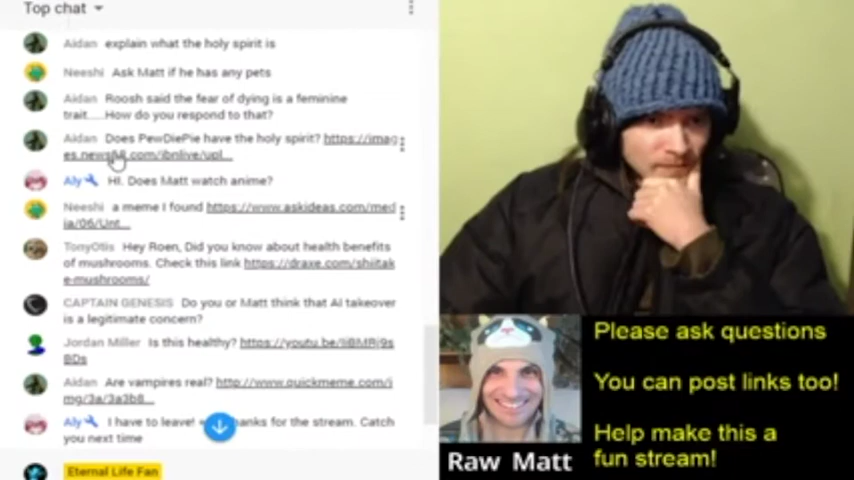 Top chat
Aidan explain what the holy spirit is
Neeshi Ask Matt if he has any pets
Aidan Roosh said the fear of dying is a feminine
trait....How do you respond to that?
Aidan Does PewDiePie have the holy spirit? https://imag
Aly HI. Does Matt watch anime?
Neeshi a meme I found https://www.askideas.com/med
ia/06/Unt...
TonyOtis Hey Roen, Did you know about health benefits
of mushrooms. Check this link https://draxe.com/shiitak
e-mushrooms/
CAPTAIN GENESIS Do you or Matt think that AI takeover
is a legitimate concern?
Jordan Miller Is this healthy?
Aidan Are vampires real? http://www.quickmeme.com/i
mg/3a/3a3b8...
Aly I have to leave! thanks for the stream. Catch
you next time
Eternal Life Fan
Please ask questions
You can post links too!
Help make this a
fun stream!
Raw Matt